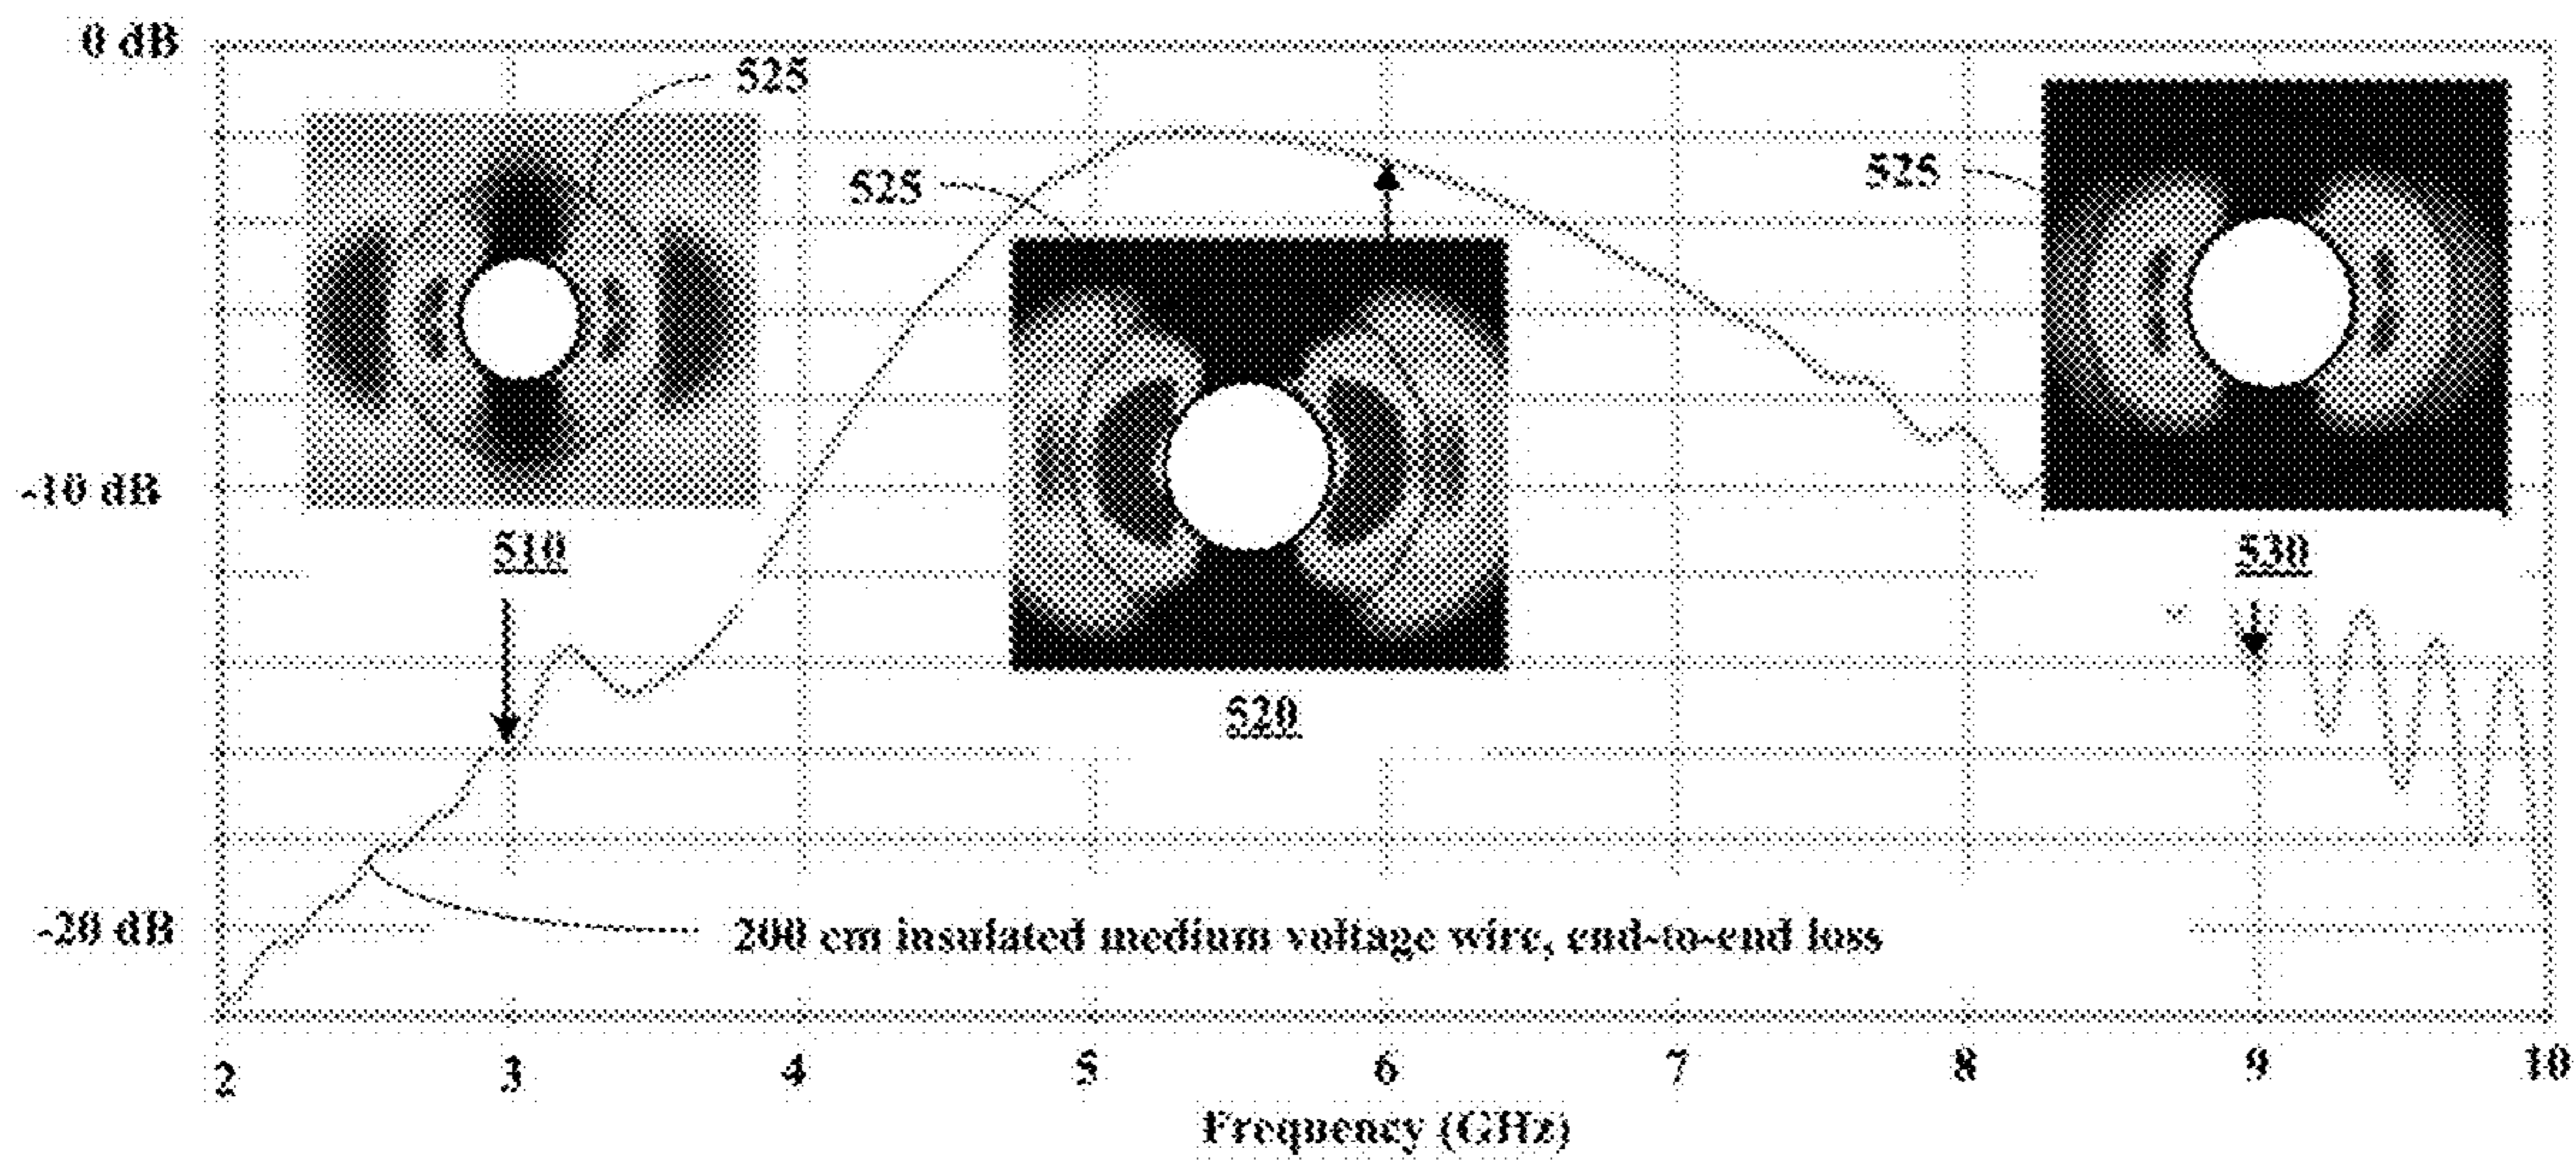 0 dB
525
525
525
-10 dB
510
530
520
-20 dB
200 cm insulated medium voltage wire, end-to-end loss
2 3 4 5 6 7 8 9 10
Frequency (GHz)